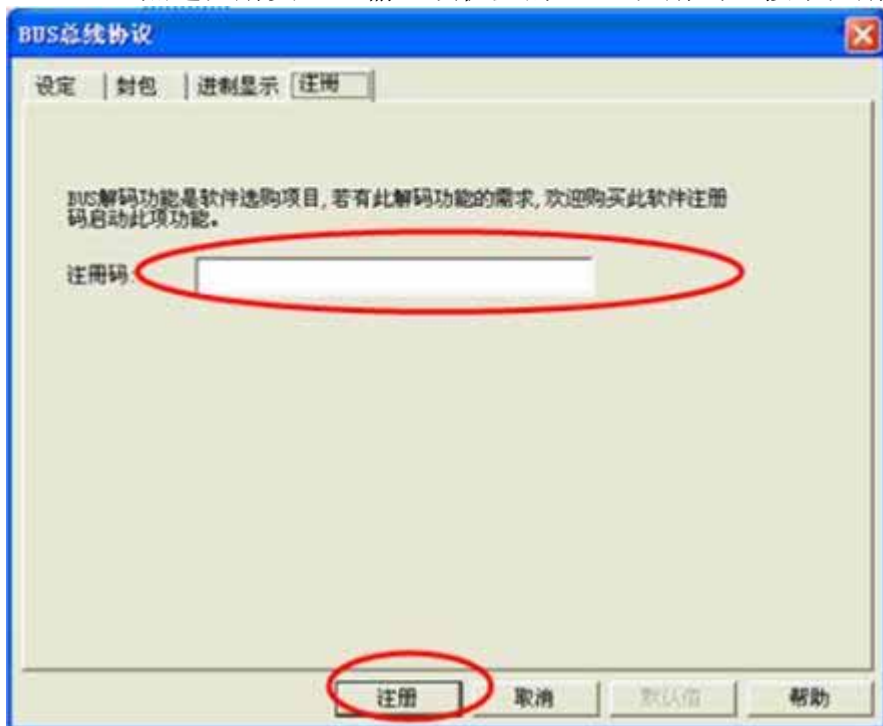 BUS总线协议
设定 封包 进制显示 注册
BUS解码功能是软件选购项目,若有此解码功能的需求,欢迎购买此软件注册
码启动此项功能。
注册码
注册 取消 默认值 帮助